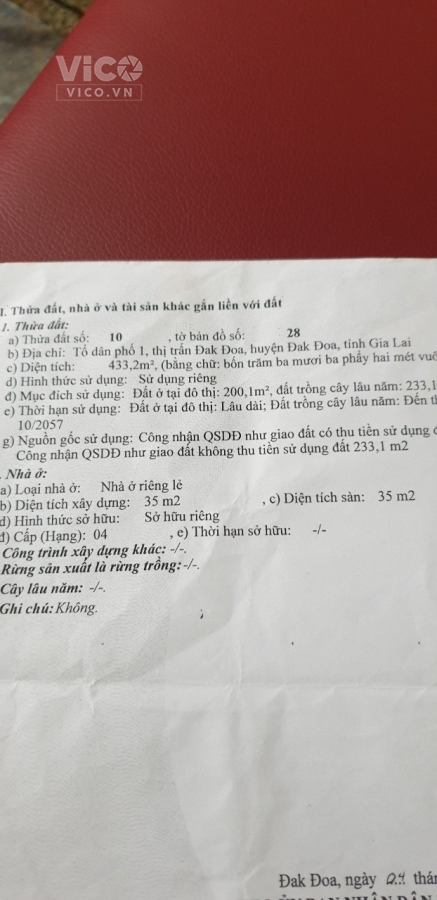 VICO
VICO.VN
I. Thửa đất, nhà ở và tài sản khác gắn liền với đất
1. Thửa đất:
a) Thửa đất số: 10 , tờ bản đồ số: 28
b) Địa chỉ: Tổ dân phố 1, thị trấn Đak Đoa, huyện Đak Đoa, tỉnh Gia Lai
c) Diện tích: 433,2m², (bằng chữ: bốn trăm ba mươi ba phẩy hai mét vuô
d) Hình thức sử dụng: Sử dụng riêng
đ) Mục đích sử dụng: Đất ở tại đô thị: 200,1m², đất trồng cây lâu năm: 233,1
e) Thời hạn sử dụng: Đất ở tại đô thị: Lâu dài; Đất trồng cây lâu năm: Đến th
10/2057
g) Nguồn gốc sử dụng: Công nhận QSDĐ như giao đất có thu tiền sử dụng đ
Công nhận QSDĐ như giao đất không thu tiền sử dụng đất 233,1 m2
. Nhà ở:
a) Loại nhà ở: Nhà ở riêng lẻ
b) Diện tích xây dựng: 35 m2 , c) Diện tích sàn: 35 m2
d) Hình thức sở hữu: Sở hữu riêng
đ) Cấp (Hạng): 04 , e) Thời hạn sở hữu: -/-
Công trình xây dựng khác: -/-.
Rừng sản xuất là rừng trồng: -/-.
Cây lâu năm: -/-.
Ghi chú: Không.
Đak Đoa, ngày 24 thán
BAN NHÂN DÂN